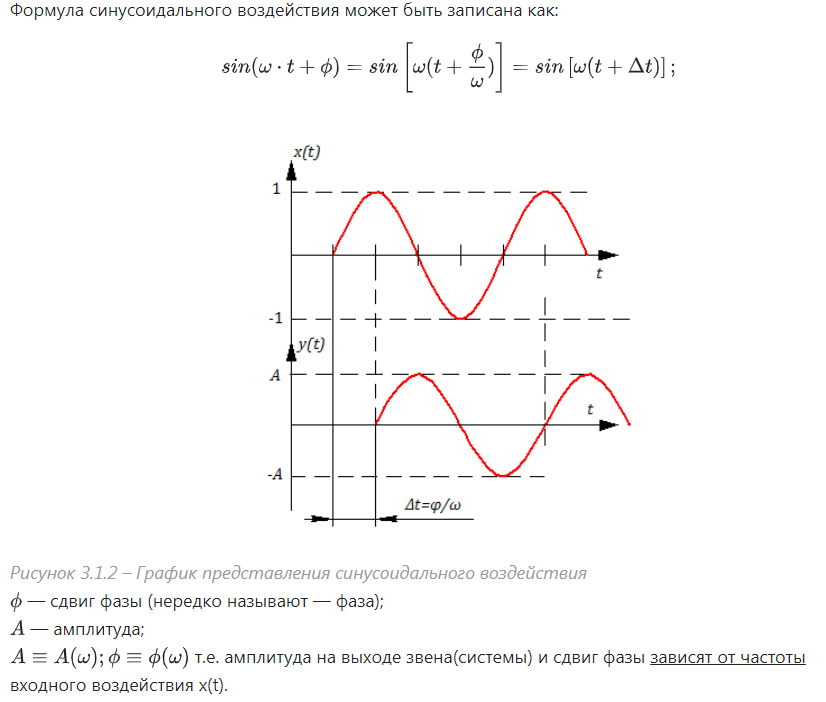 Формула синусоидального воздействия может быть записана как:
sin(ω · t + ϕ) = sin [ω(t + ϕ/ω)] = sin [ω(t + Δt)] ;
x(t)
1
t
-1
y(t)
A
t
-A
Δt=φ/ω
Рисунок 3.1.2 – График представления синусоидального воздействия
ϕ — сдвиг фазы (нередко называют — фаза);
A — амплитуда;
A ≡ A(ω); ϕ ≡ ϕ(ω) т.е. амплитуда на выходе звена(системы) и сдвиг фазы зависят от частоты
входного воздействия x(t).